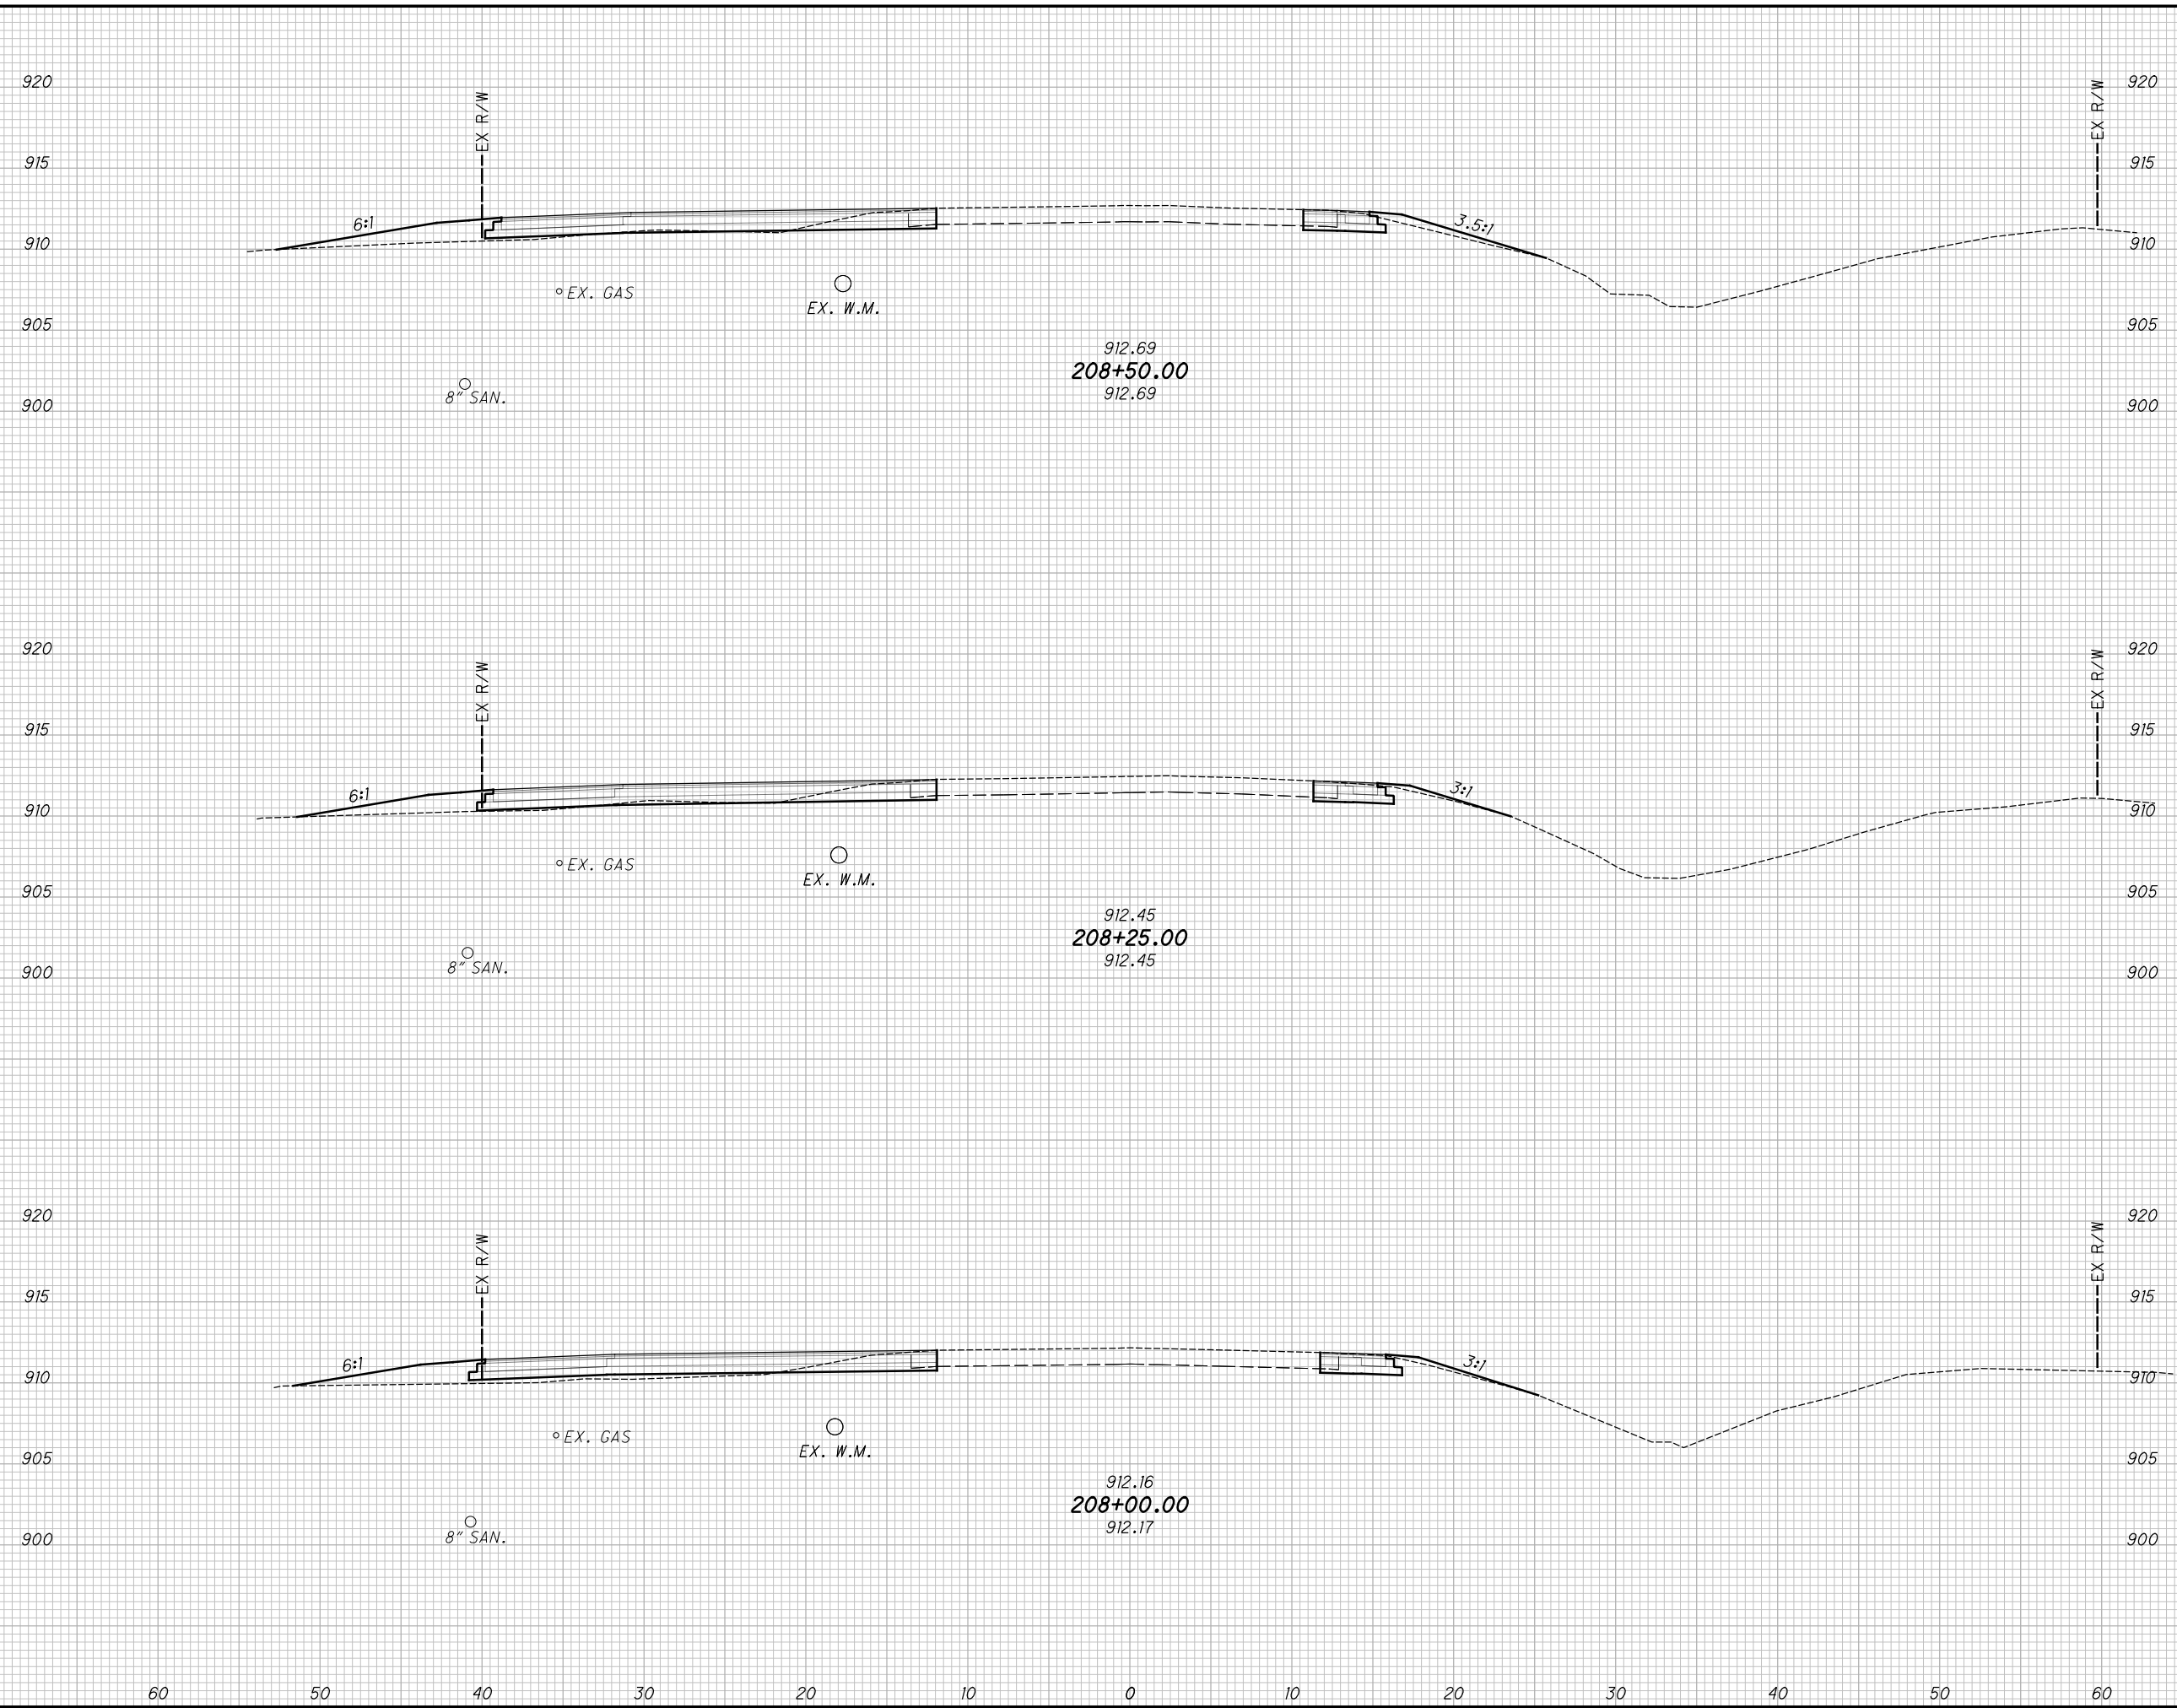 920 EX R/W EX R/W 920
915 915
6:1 3.5:1
910 910
EX. GAS EX. W.M.
905 905
912.69
208+50.00
912.69
8" SAN.
900 900
920 EX R/W EX R/W 920
915 915
6:1 3:1
910 910
EX. GAS EX. W.M.
905 905
912.45
208+25.00
912.45
8" SAN.
900 900
920 EX R/W EX R/W 920
915 915
6:1 3:1
910 910
EX. GAS EX. W.M.
905 905
912.16
208+00.00
912.17
8" SAN.
900 900
60 50 40 30 20 10 0 10 20 30 40 50 60